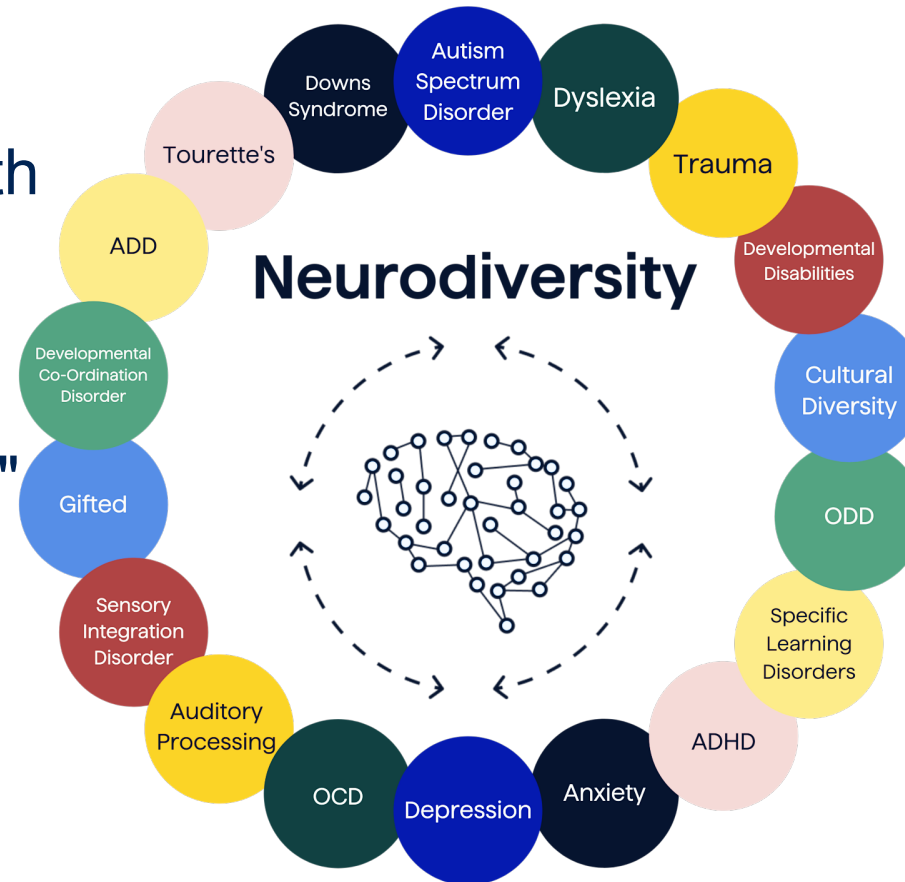 Autism
Spectrum
Disorder
Dyslexia
Trauma
Developmental
Disabilities
Cultural
Diversity
ODD
Specific
Learning
Disorders
ADHD
Anxiety
Depression
OCD
Auditory
Processing
Sensory
Integration
Disorder
Gifted
Developmental
Co-Ordination
Disorder
ADD
Tourette's
Downs
Syndrome
Neurodiversity
th
"